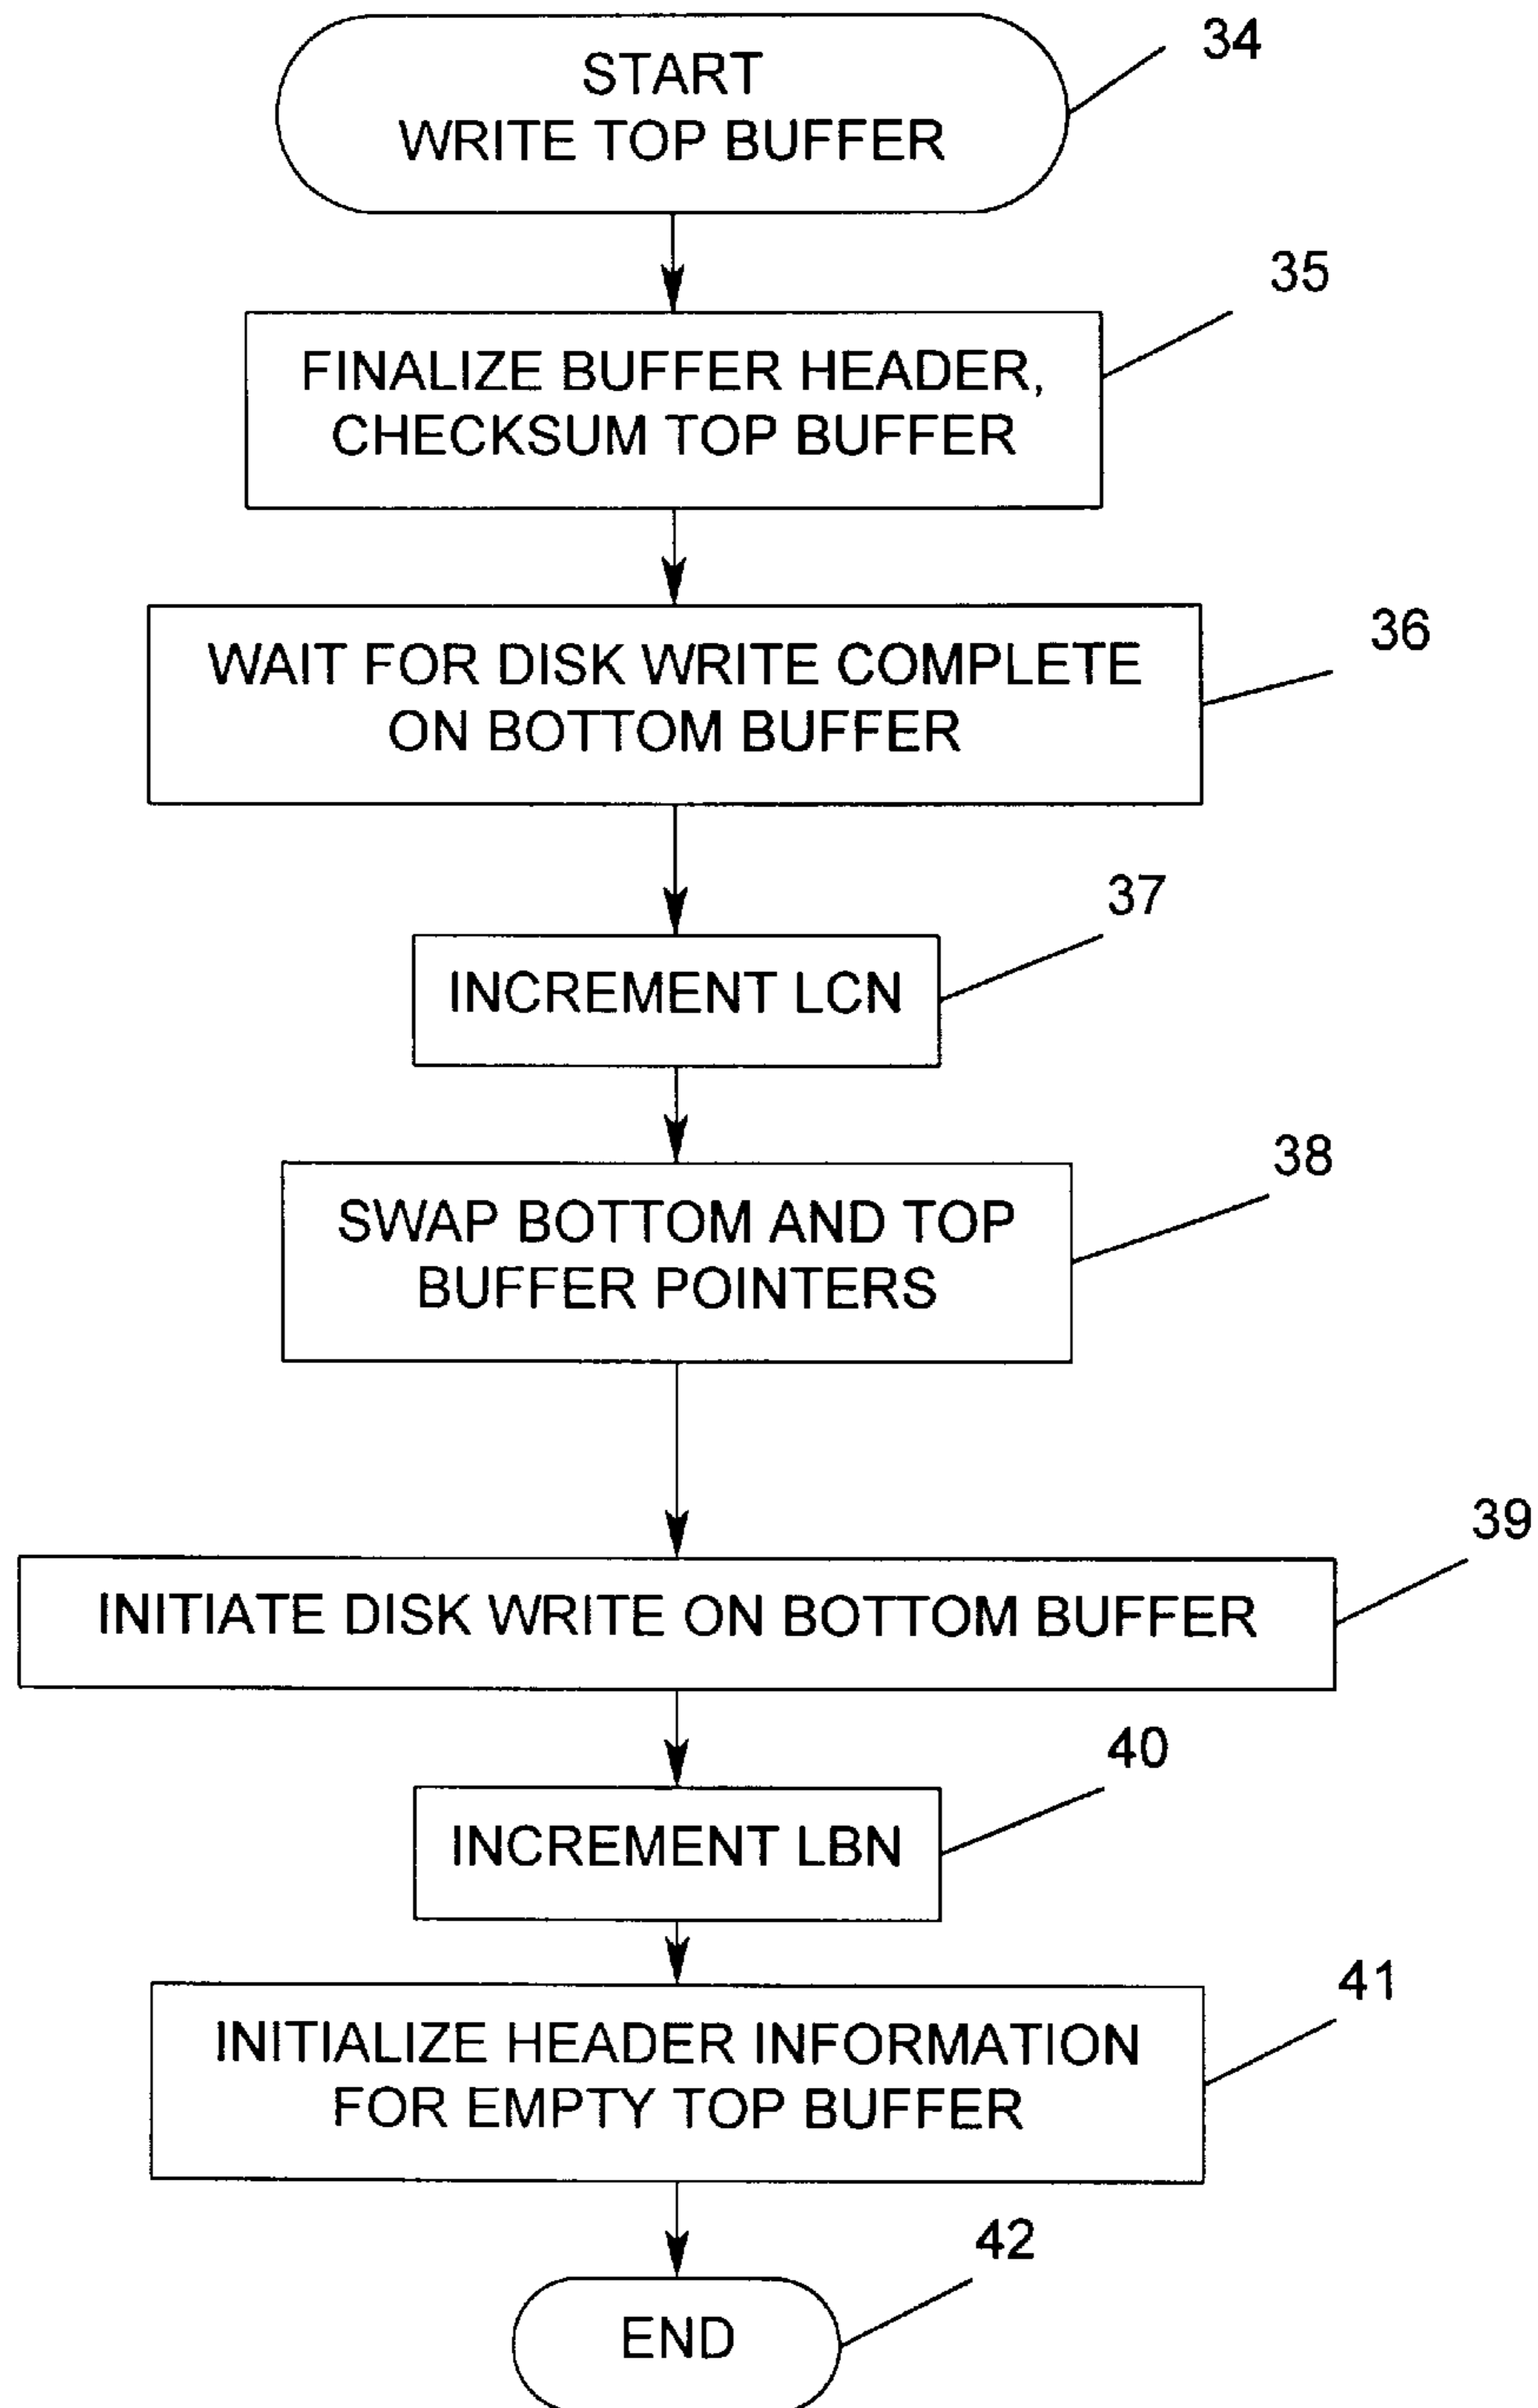 START
WRITE TOP BUFFER
34
FINALIZE BUFFER HEADER,
CHECKSUM TOP BUFFER
35
WAIT FOR DISK WRITE COMPLETE
ON BOTTOM BUFFER
36
INCREMENT LCN
37
SWAP BOTTOM AND TOP
BUFFER POINTERS
38
INITIATE DISK WRITE ON BOTTOM BUFFER
39
INCREMENT LBN
40
INITIALIZE HEADER INFORMATION
FOR EMPTY TOP BUFFER
41
END
42